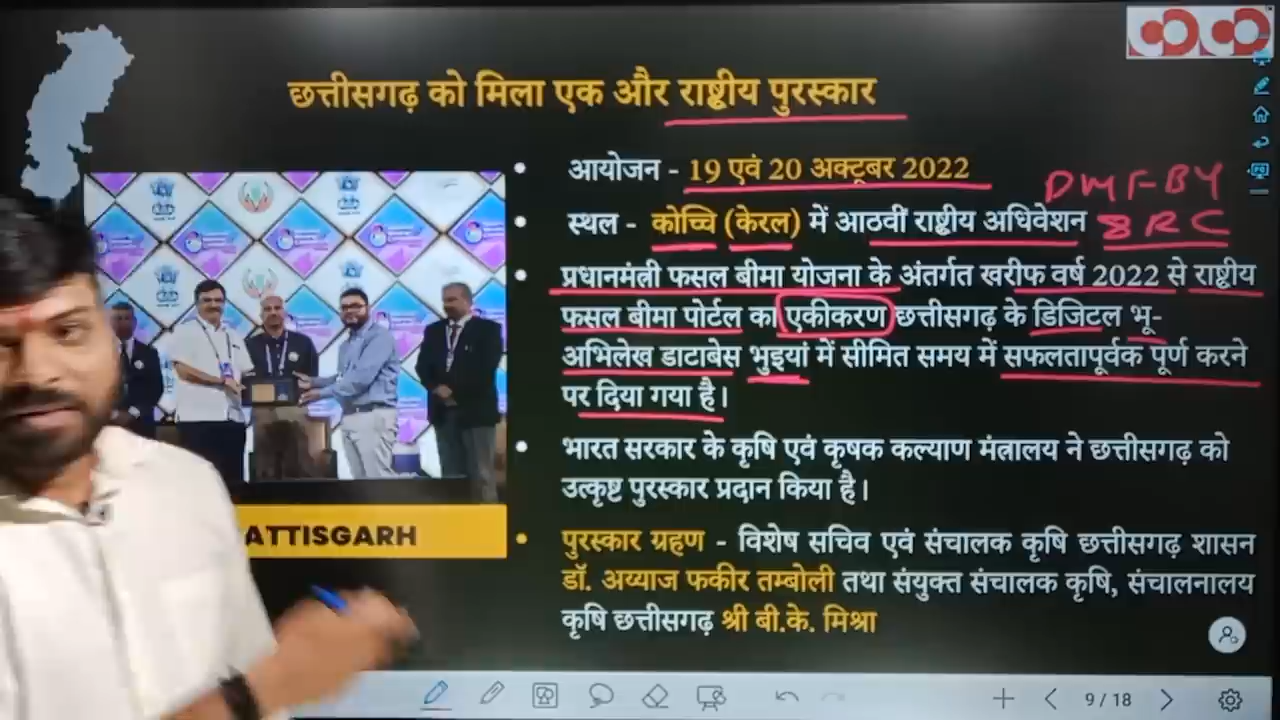 छत्तीसगढ़ को मिला एक और राष्ट्रीय पुरस्कार
आयोजन - 19 एवं 20 अक्टूबर 2022
DMF-BY
स्थल - कोच्चि (केरल) में आठवीं राष्ट्रीय अधिवेशन
8RC
प्रधानमंत्री फसल बीमा योजना के अंतर्गत खरीफ वर्ष 2022 से राष्ट्रीय
फसल बीमा पोर्टल का एकीकरण छत्तीसगढ़ के डिजिटल भू-
अभिलेख डाटाबेस भुइयां में सीमित समय में सफलतापूर्वक पूर्ण करने
पर दिया गया है।
भारत सरकार के कृषि एवं कृषक कल्याण मंत्रालय ने छत्तीसगढ़ को
उत्कृष्ट पुरस्कार प्रदान किया है।
ATTISGARH
पुरस्कार ग्रहण - विशेष सचिव एवं संचालक कृषि छत्तीसगढ़ शासन
डॉ. अय्याज फकीर तम्बोली तथा संयुक्त संचालक कृषि, संचालनालय
कृषि छत्तीसगढ़ श्री बी.के. मिश्रा
9 / 18